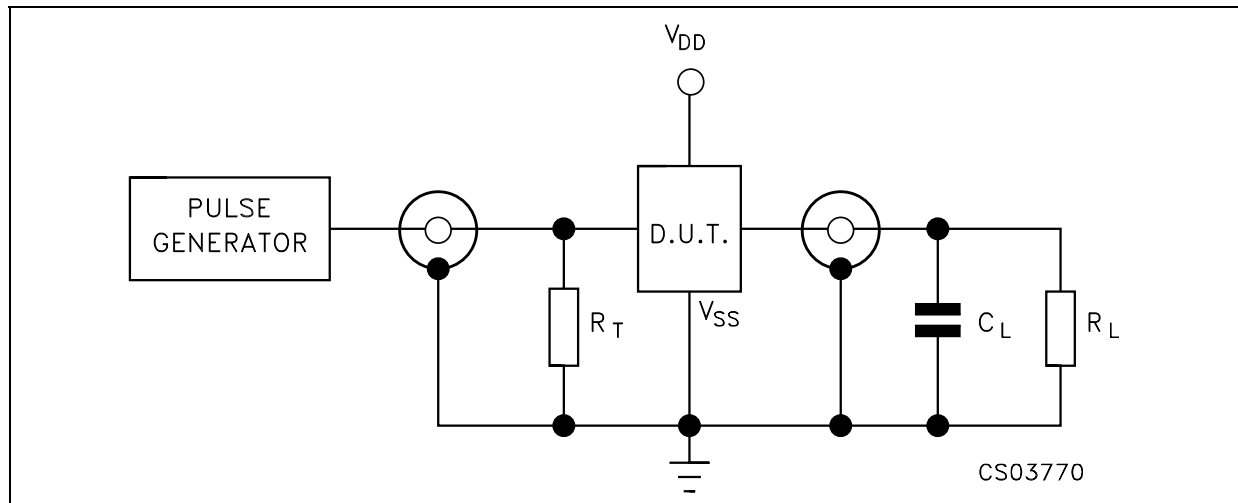 VDD
PULSE
GENERATOR
D.U.T.
VSS
RT
CL
RL
CS03770